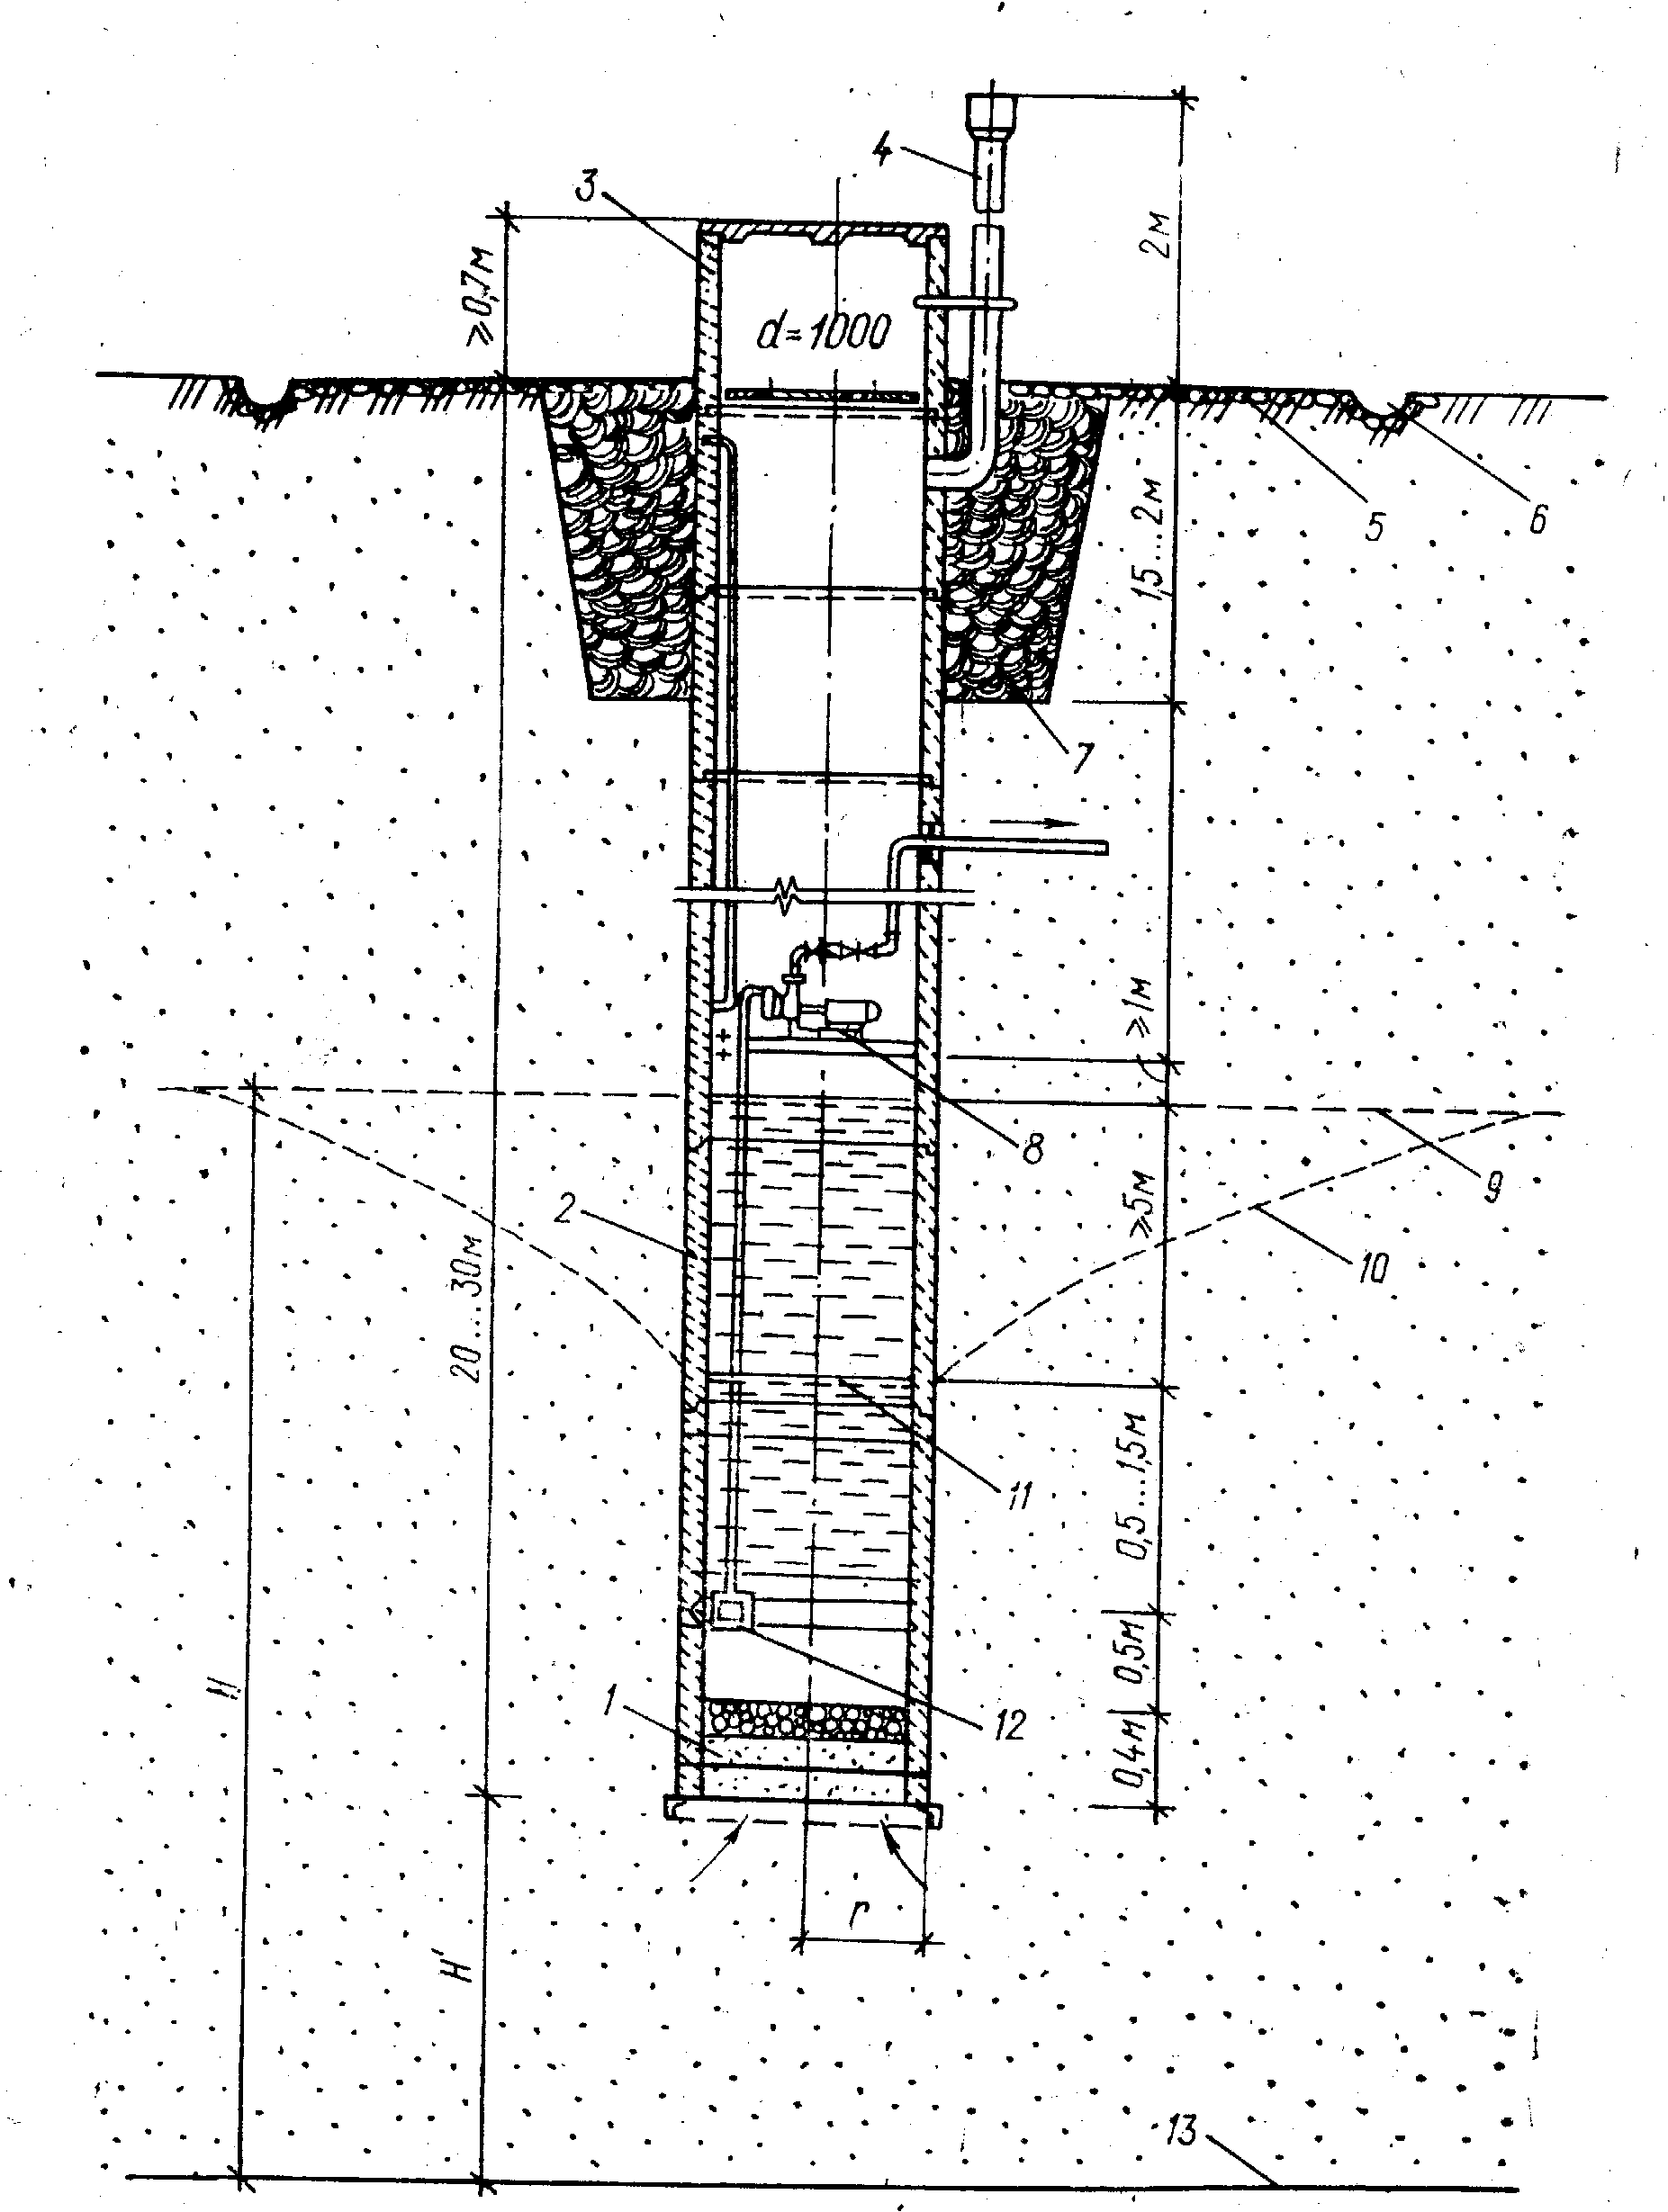 4
3
2м
≥0,7м
d=1000
5
6
1,5...2м
7
≥1м
8
9
2
≥5м
10
20...30м
11
0,5...1,5м
0,5м
H
1
12
0,4м
r
H'
13